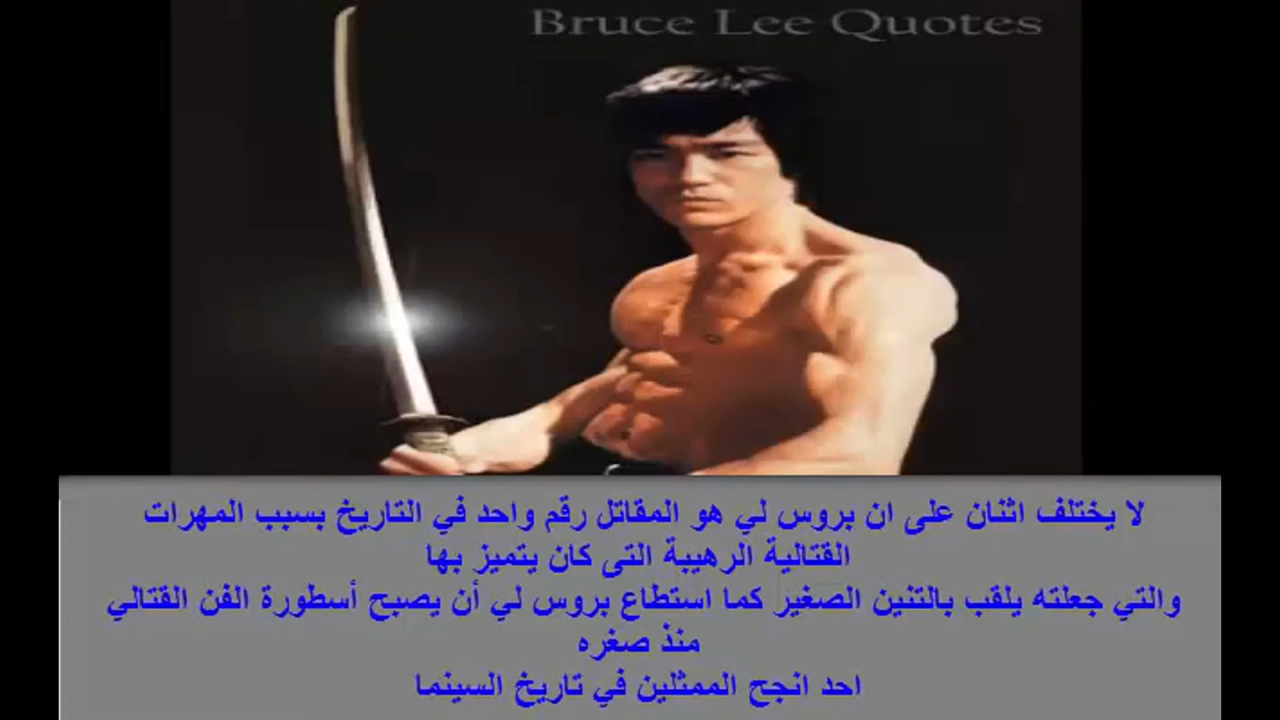 Bruce Lee Quotes
لا يختلف اثنان على ان بروس لي هو المقاتل رقم واحد في التاريخ بسبب المهرات
القتالية الرهيبة التى كان يتميز بها
والتي جعلته يلقب بالتنين الصغير كما استطاع بروس لي أن يصبح أسطورة الفن القتالي
منذ صغره
احد انجح الممثلين في تاريخ السينما